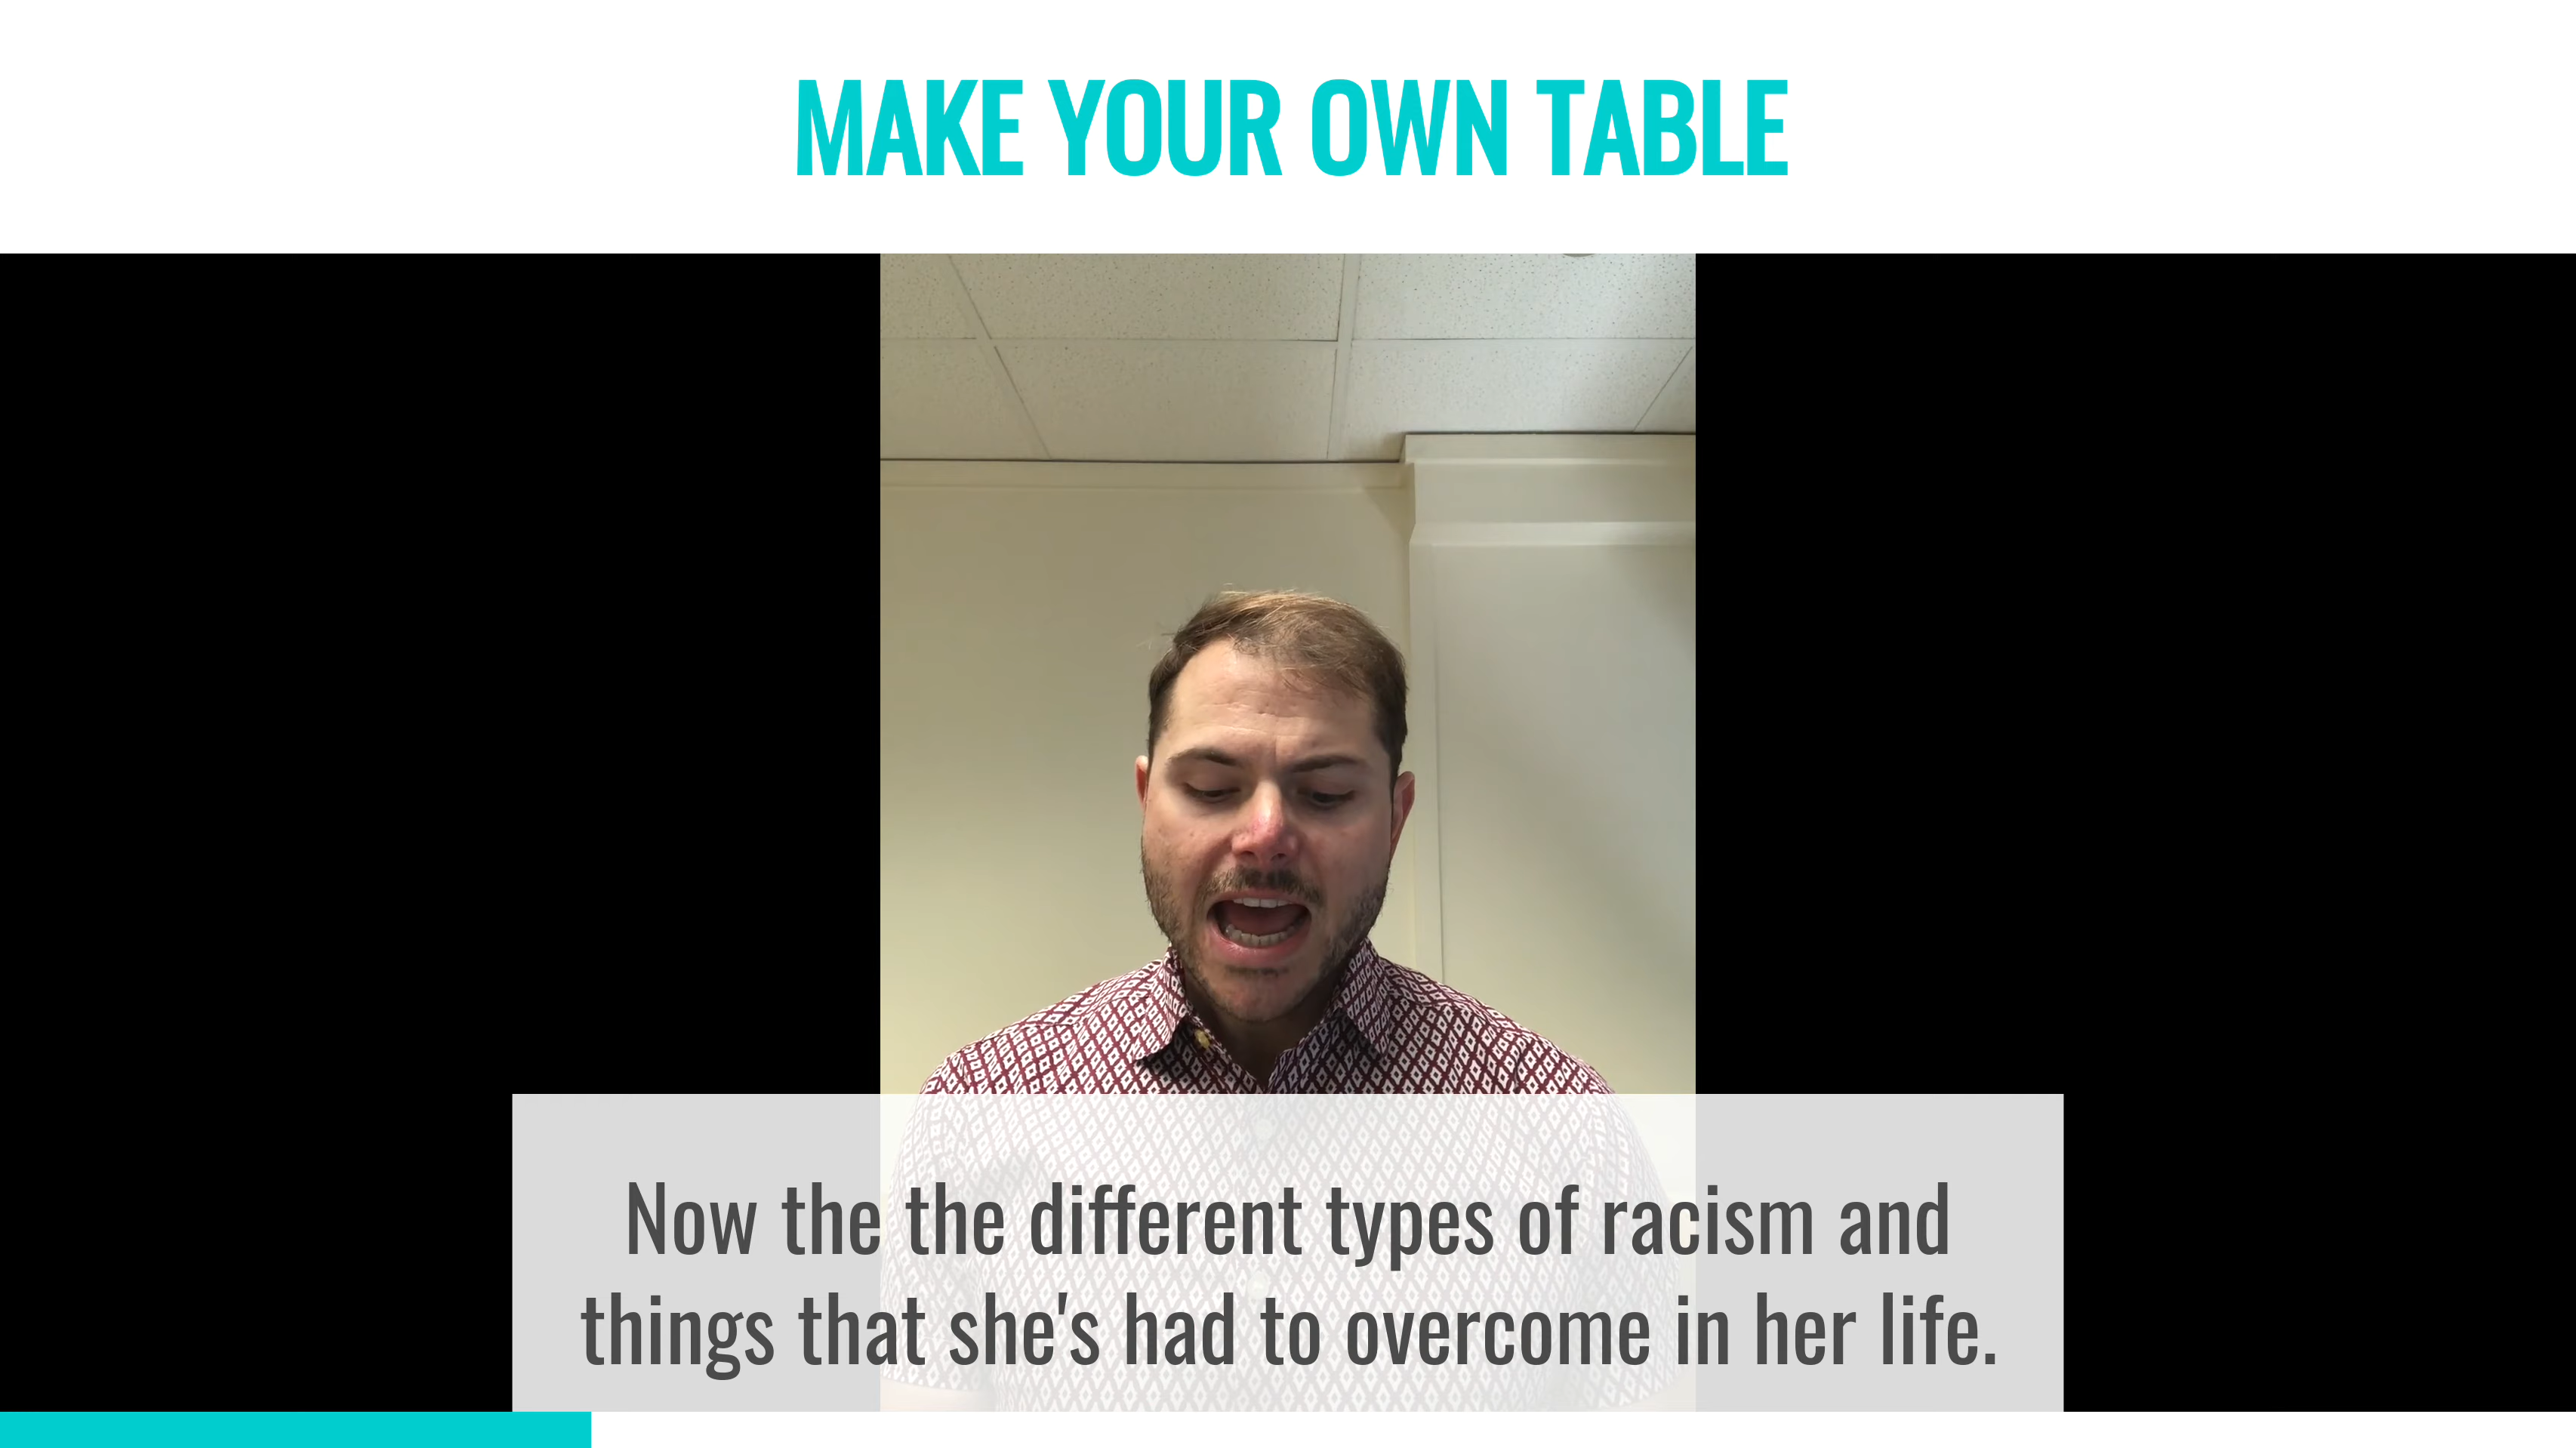 MAKE YOUR OWN TABLE
Now the the different types of racism and
things that she's had to overcome in her life.